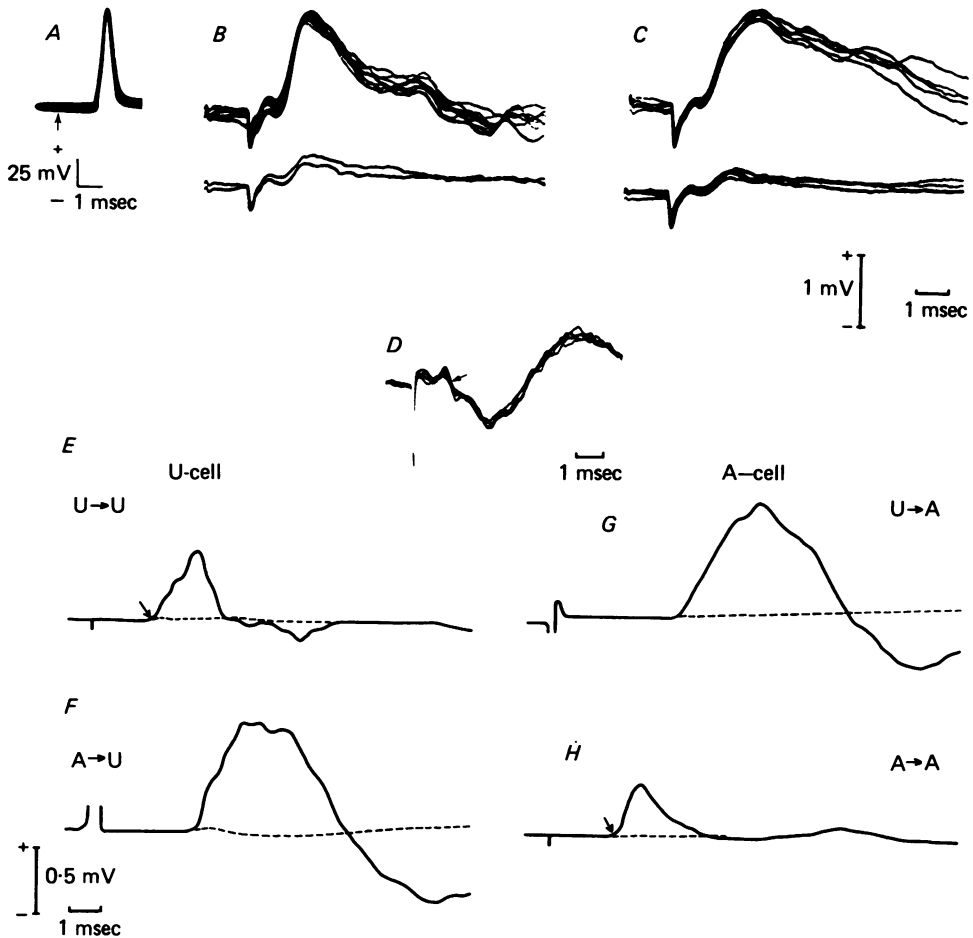 A
B
C
+
25 mV
− 1 msec
+
1 mV
−
1 msec
D
1 msec
E
U-cell
A—cell
U→U
G
U→A
F
A→U
H
A→A
+
0·5 mV
−
1 msec